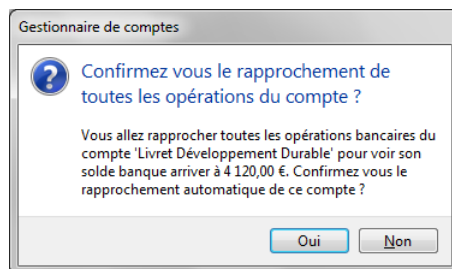 Gestionnaire de comptes
Confirmez vous le rapprochement de
toutes les opérations du compte ?
Vous allez rapprocher toutes les opérations bancaires du
compte 'Livret Développement Durable' pour voir son
solde banque arriver à 4 120,00 €. Confirmez vous le
rapprochement automatique de ce compte ?
Oui
Non